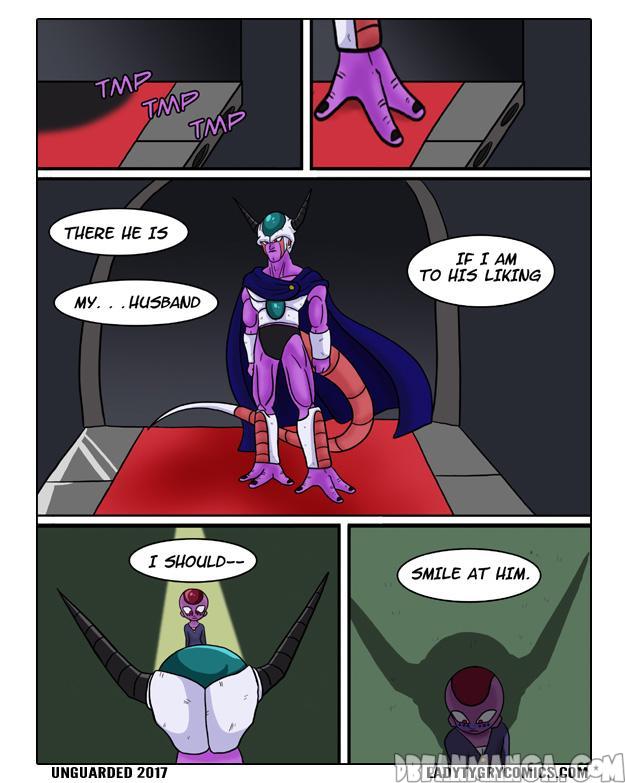 TMP
TMP
TMP
THERE HE IS
MY. . .HUSBAND
IF I AM
TO HIS LIKING
I SHOULD--
SMILE AT HIM.
UNGUARDED 2017
LADYTYGRYCOMICS.COM
DBFANMANGA.COM